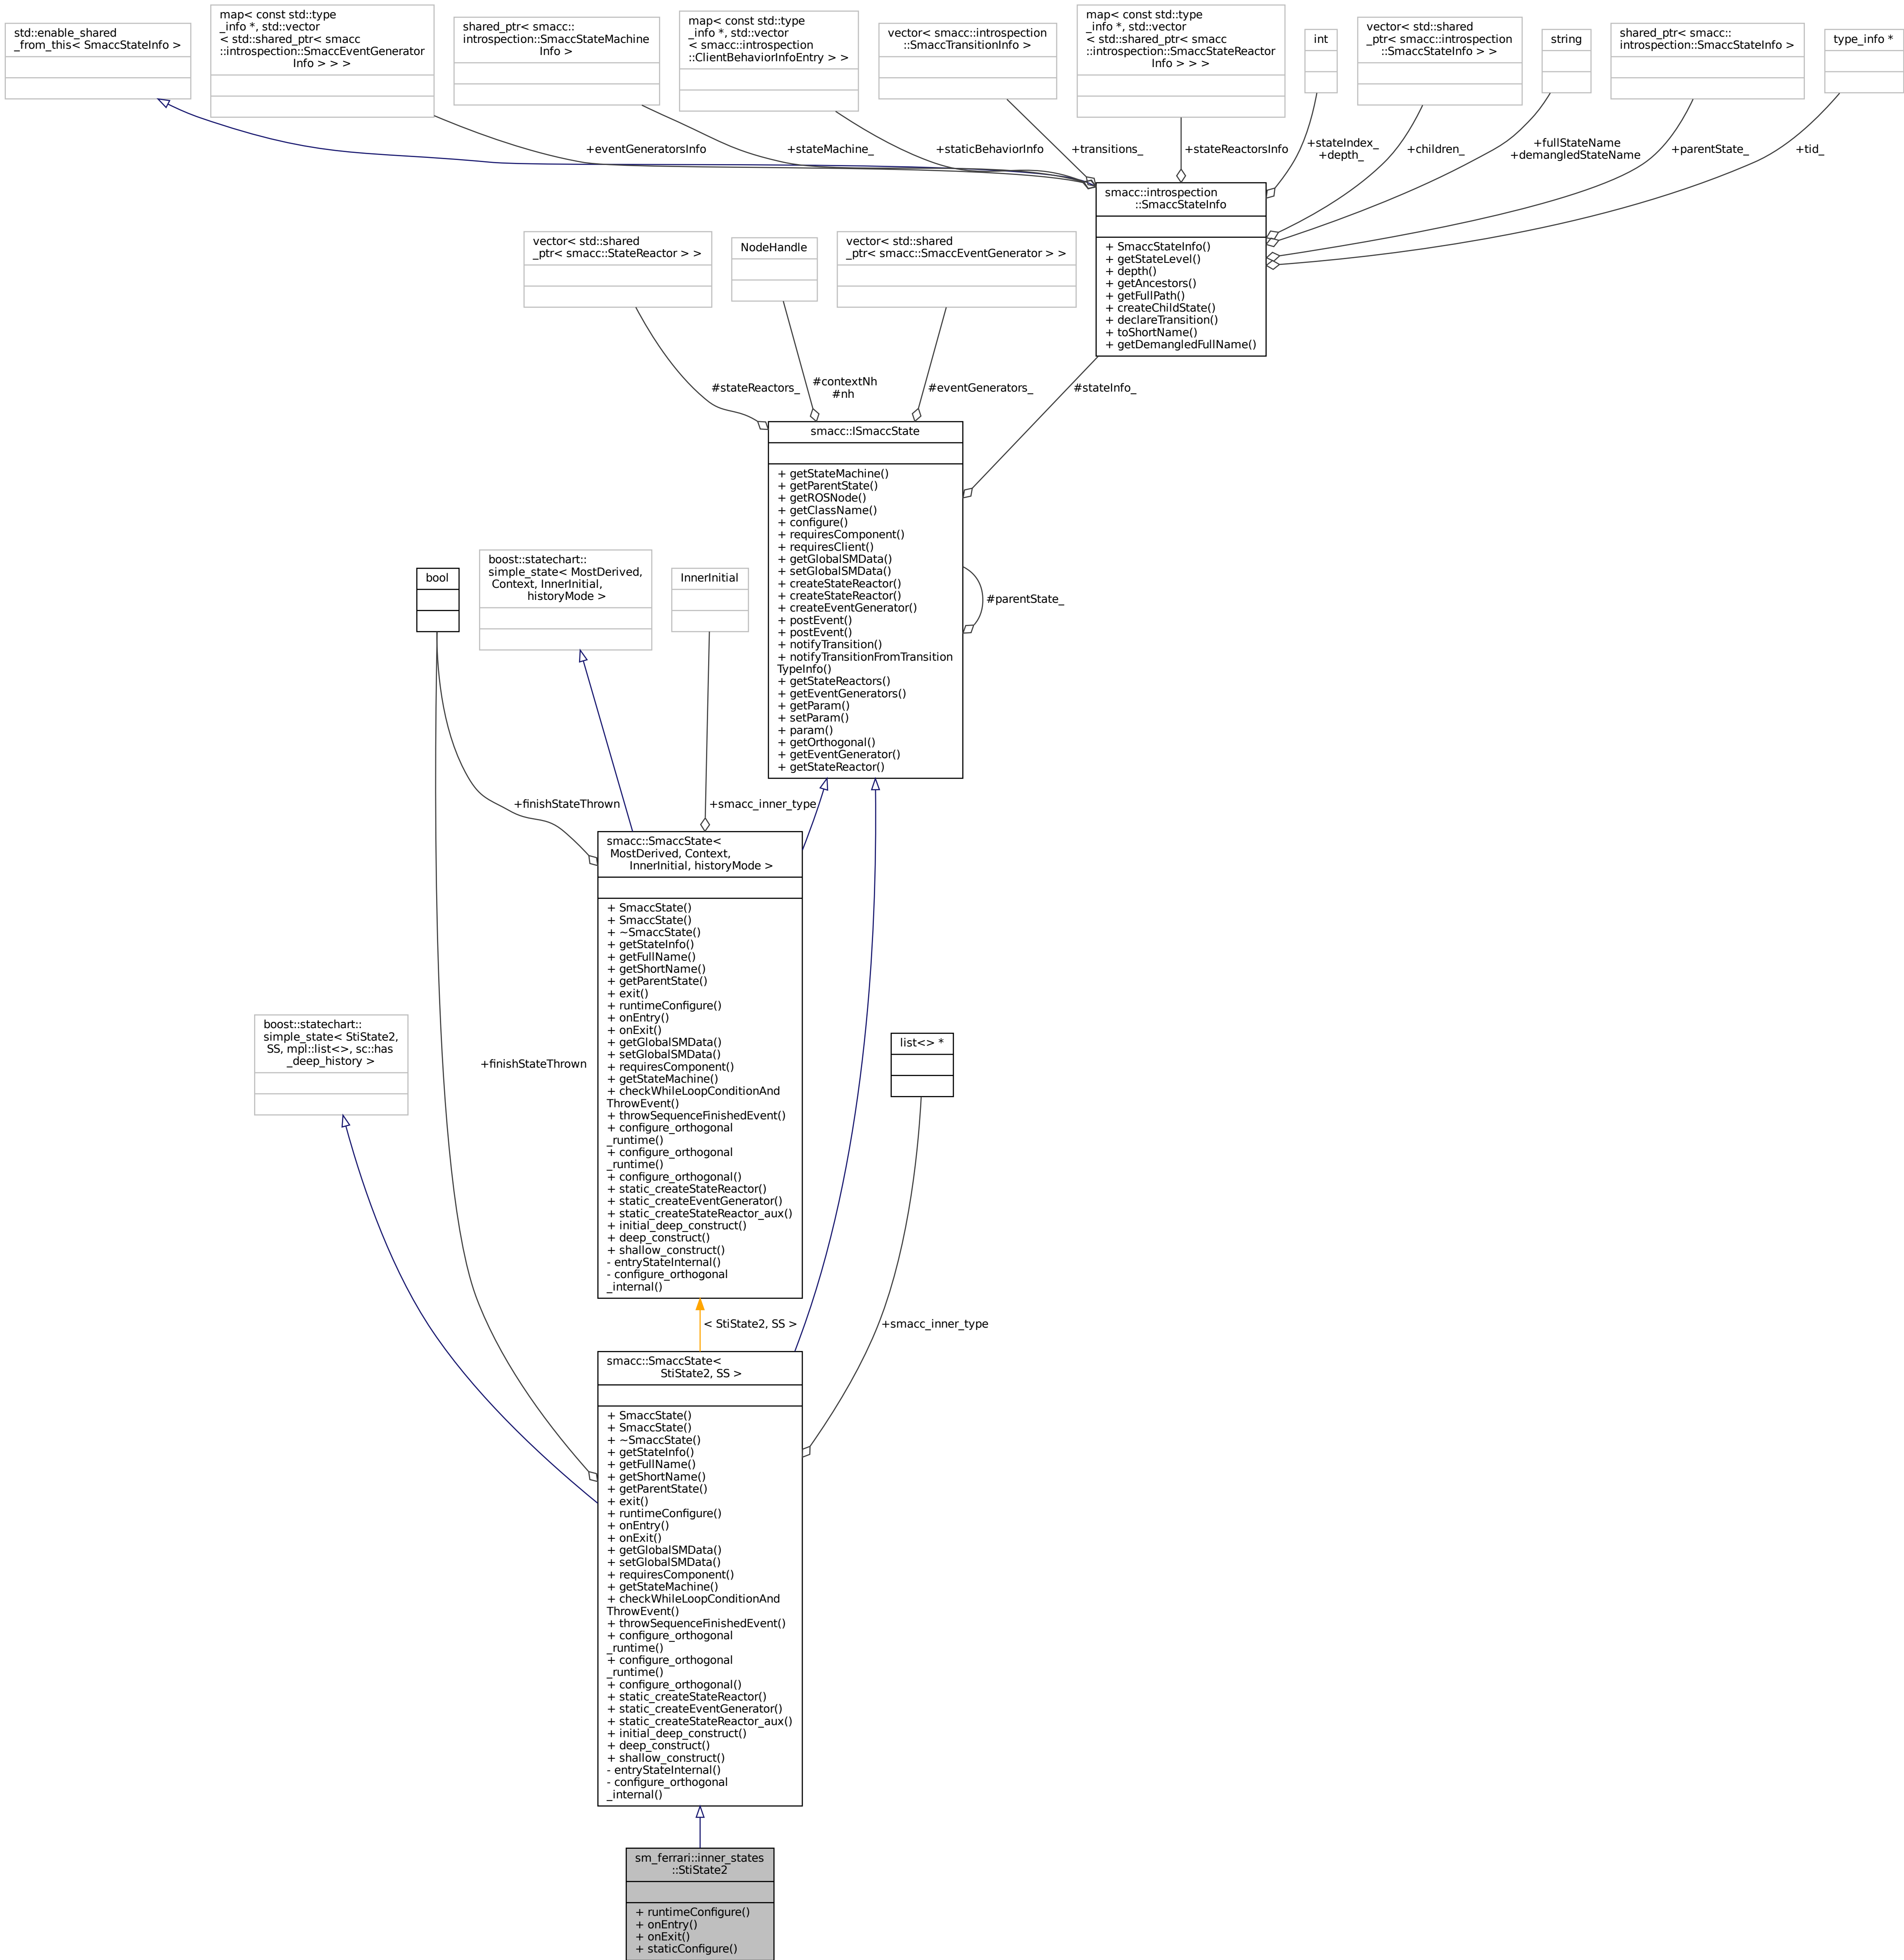 std::enable_shared
_from_this< SmaccStateInfo >
map< const std::type
_info *, std::vector
< std::shared_ptr< smacc
::introspection::SmaccEventGenerator
Info > > >
shared_ptr< smacc::
introspection::SmaccStateMachine
Info >
map< const std::type
_info *, std::vector
< smacc::introspection
::ClientBehaviorInfoEntry > >
vector< smacc::introspection
::SmaccTransitionInfo >
map< const std::type
_info *, std::vector
< std::shared_ptr< smacc
::introspection::SmaccStateReactor
Info > > >
int
vector< std::shared
_ptr< smacc::introspection
::SmaccStateInfo > >
string
shared_ptr< smacc::
introspection::SmaccStateInfo >
type_info *
+eventGeneratorsInfo
+stateMachine_
+staticBehaviorInfo
+transitions_
+stateReactorsInfo
+stateIndex_
+depth_
+children_
+fullStateName
+demangledStateName
+parentState_
+tid_
smacc::introspection
::SmaccStateInfo
+ SmaccStateInfo()
+ getStateLevel()
+ depth()
+ getAncestors()
+ getFullPath()
+ createChildState()
+ declareTransition()
+ toShortName()
+ getDemangledFullName()
vector< std::shared
_ptr< smacc::StateReactor > >
NodeHandle
vector< std::shared
_ptr< smacc::SmaccEventGenerator > >
#stateReactors_
#contextNh
#nh
#eventGenerators_
#stateInfo_
smacc::ISmaccState
+ getStateMachine()
+ getParentState()
+ getROSNode()
+ getClassName()
+ configure()
+ requiresComponent()
+ requiresClient()
+ getGlobalSMData()
+ setGlobalSMData()
+ createStateReactor()
+ createStateReactor()
+ createEventGenerator()
+ postEvent()
+ postEvent()
+ notifyTransition()
+ notifyTransitionFromTransition
TypeInfo()
+ getStateReactors()
+ getEventGenerators()
+ getParam()
+ setParam()
+ param()
+ getOrthogonal()
+ getEventGenerator()
+ getStateReactor()
#parentState_
bool
boost::statechart::
simple_state< MostDerived,
Context, InnerInitial,
historyMode >
InnerInitial
+finishStateThrown
+smacc_inner_type
smacc::SmaccState<
MostDerived, Context,
InnerInitial, historyMode >
+ SmaccState()
+ SmaccState()
+ ~SmaccState()
+ getStateInfo()
+ getFullName()
+ getShortName()
+ getParentState()
+ exit()
+ runtimeConfigure()
+ onEntry()
+ onExit()
+ getGlobalSMData()
+ setGlobalSMData()
+ requiresComponent()
+ getStateMachine()
+ checkWhileLoopConditionAnd
ThrowEvent()
+ throwSequenceFinishedEvent()
+ configure_orthogonal
_runtime()
+ configure_orthogonal
_runtime()
+ configure_orthogonal()
+ static_createStateReactor()
+ static_createEventGenerator()
+ static_createStateReactor_aux()
+ initial_deep_construct()
+ deep_construct()
+ shallow_construct()
- entryStateInternal()
- configure_orthogonal
_internal()
boost::statechart::
simple_state< StiState2,
SS, mpl::list<>, sc::has
_deep_history >
+finishStateThrown
list<> *
< StiState2, SS >
+smacc_inner_type
smacc::SmaccState<
StiState2, SS >
+ SmaccState()
+ SmaccState()
+ ~SmaccState()
+ getStateInfo()
+ getFullName()
+ getShortName()
+ getParentState()
+ exit()
+ runtimeConfigure()
+ onEntry()
+ onExit()
+ getGlobalSMData()
+ setGlobalSMData()
+ requiresComponent()
+ getStateMachine()
+ checkWhileLoopConditionAnd
ThrowEvent()
+ throwSequenceFinishedEvent()
+ configure_orthogonal
_runtime()
+ configure_orthogonal
_runtime()
+ configure_orthogonal()
+ static_createStateReactor()
+ static_createEventGenerator()
+ static_createStateReactor_aux()
+ initial_deep_construct()
+ deep_construct()
+ shallow_construct()
- entryStateInternal()
- configure_orthogonal
_internal()
sm_ferrari::inner_states
::StiState2
+ runtimeConfigure()
+ onEntry()
+ onExit()
+ staticConfigure()